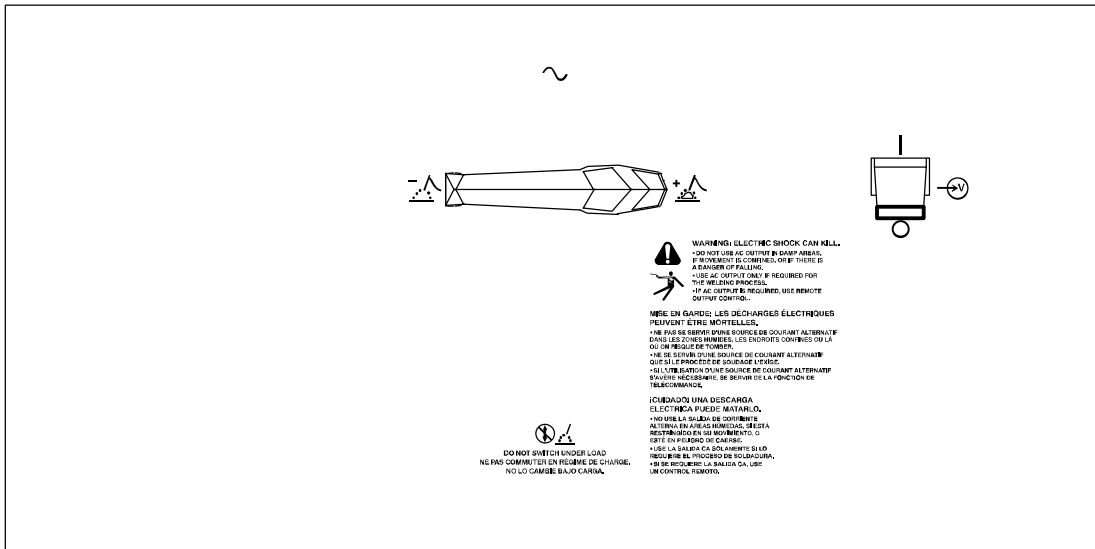 WARNING: ELECTRIC SHOCK CAN KILL.
• DO NOT USE AC OUTPUT IN DAMP AREAS,
IF MOVEMENT IS CONFINED, OR IF THERE IS
A DANGER OF FALLING.
• USE AC OUTPUT ONLY IF REQUIRED FOR
THE WELDING PROCESS.
• IF AC OUTPUT IS REQUIRED, USE REMOTE
OUTPUT CONTROL.
MISE EN GARDE: LES DÉCHARGES ÉLECTRIQUES
PEUVENT ÊTRE MORTELLES.
• NE PAS SE SERVIR D'UNE SOURCE DE COURANT ALTERNATIF
DANS LES ZONES HUMIDES, LES ENDROITS CONFINÉS OU LÀ
OÙ ON RISQUE DE TOMBER.
• NE SE SERVIR D'UNE SOURCE DE COURANT ALTERNATIF
QUE SI LE PROCÉDÉ DE SOUDAGE L'EXIGE.
• SI L'UTILISATION D'UNE SOURCE DE COURANT ALTERNATIF
S'AVÈRE NÉCESSAIRE, SE SERVIR DE LA FONCTION DE
TÉLÉCOMMANDE.
¡CUIDADO! UNA DESCARGA
ELECTRICA PUEDE MATARLO.
• NO USE LA SALIDA DE CORRIENTE
ALTERNA EN AREAS HÚMEDAS, SI ESTÁ
RESTRINGIDO EN SU MOVIMIENTO, O
ESTÉ EN PELIGRO DE CAERSE.
• USE LA SALIDA CA SOLAMENTE SI LO
REQUIERE EL PROCESO DE SOLDADURA.
• SI SE REQUIERE LA SALIDA CA, USE
UN CONTROL REMOTO.
DO NOT SWITCH UNDER LOAD
NE PAS COMMUTER EN RÉGIME DE CHARGE.
NO LO CAMBIE BAJO CARGA.
V